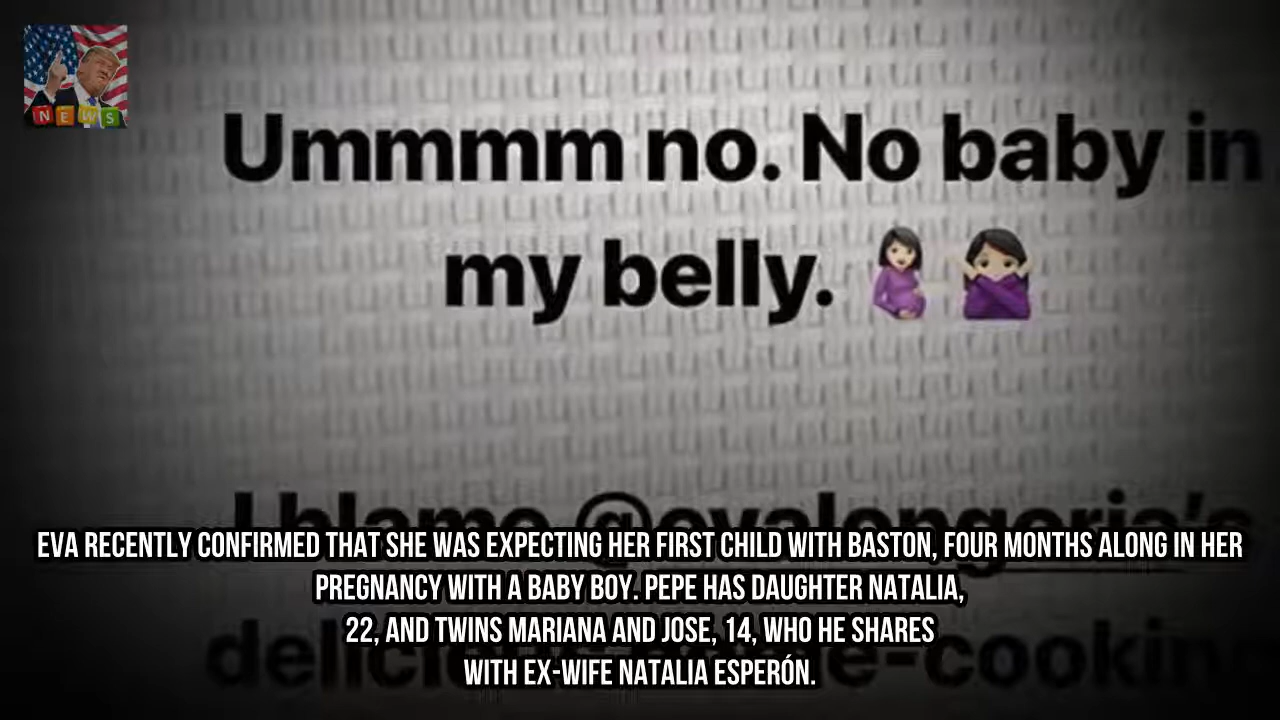 NEWS
Ummmm no. No baby in
my belly.
I blame @evalongoria's
EVA RECENTLY CONFIRMED THAT SHE WAS EXPECTING HER FIRST CHILD WITH BASTON, FOUR MONTHS ALONG IN HER
PREGNANCY WITH A BABY BOY. PEPE HAS DAUGHTER NATALIA,
22, AND TWINS MARIANA AND JOSE, 14, WHO HE SHARES
WITH EX-WIFE NATALIA ESPERÓN.